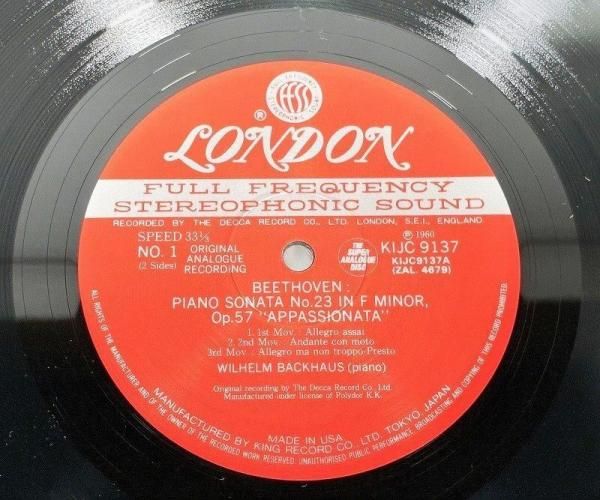 FULL FREQUENCY
STEREOPHONIC SOUND
FFSS
®
LONDON
FULL FREQUENCY
STEREOPHONIC SOUND
RECORDED BY THE DECCA RECORD CO., LTD. LONDON, S.E.I., ENGLAND
SPEED 33⅓
NO. 1
(2 Sides)
ORIGINAL
ANALOGUE
RECORDING
THE
SUPER
ANALOGUE
DISC
℗ 1960
KIJC 9137
KIJC9137A
(ZAL. 4679)
BEETHOVEN :
PIANO SONATA No.23 IN F MINOR,
Op.57 "APPASSIONATA"
1. 1st Mov. : Allegro assai
2. 2nd Mov. : Andante con moto
3rd Mov. : Allegro ma non troppo-Presto
WILHELM BACKHAUS (piano)
Original recording by The Decca Record Co. Ltd.
Manufactured under license of Polydor K.K.
MADE IN USA
MANUFACTURED BY KING RECORD CO., LTD. TOKYO, JAPAN
ALL RIGHTS OF THE MANUFACTURER AND OF THE OWNER OF THE RECORDED WORK RESERVED. UNAUTHORISED PUBLIC PERFORMANCE, BROADCASTING AND COPYING OF THIS RECORD PROHIBITED.